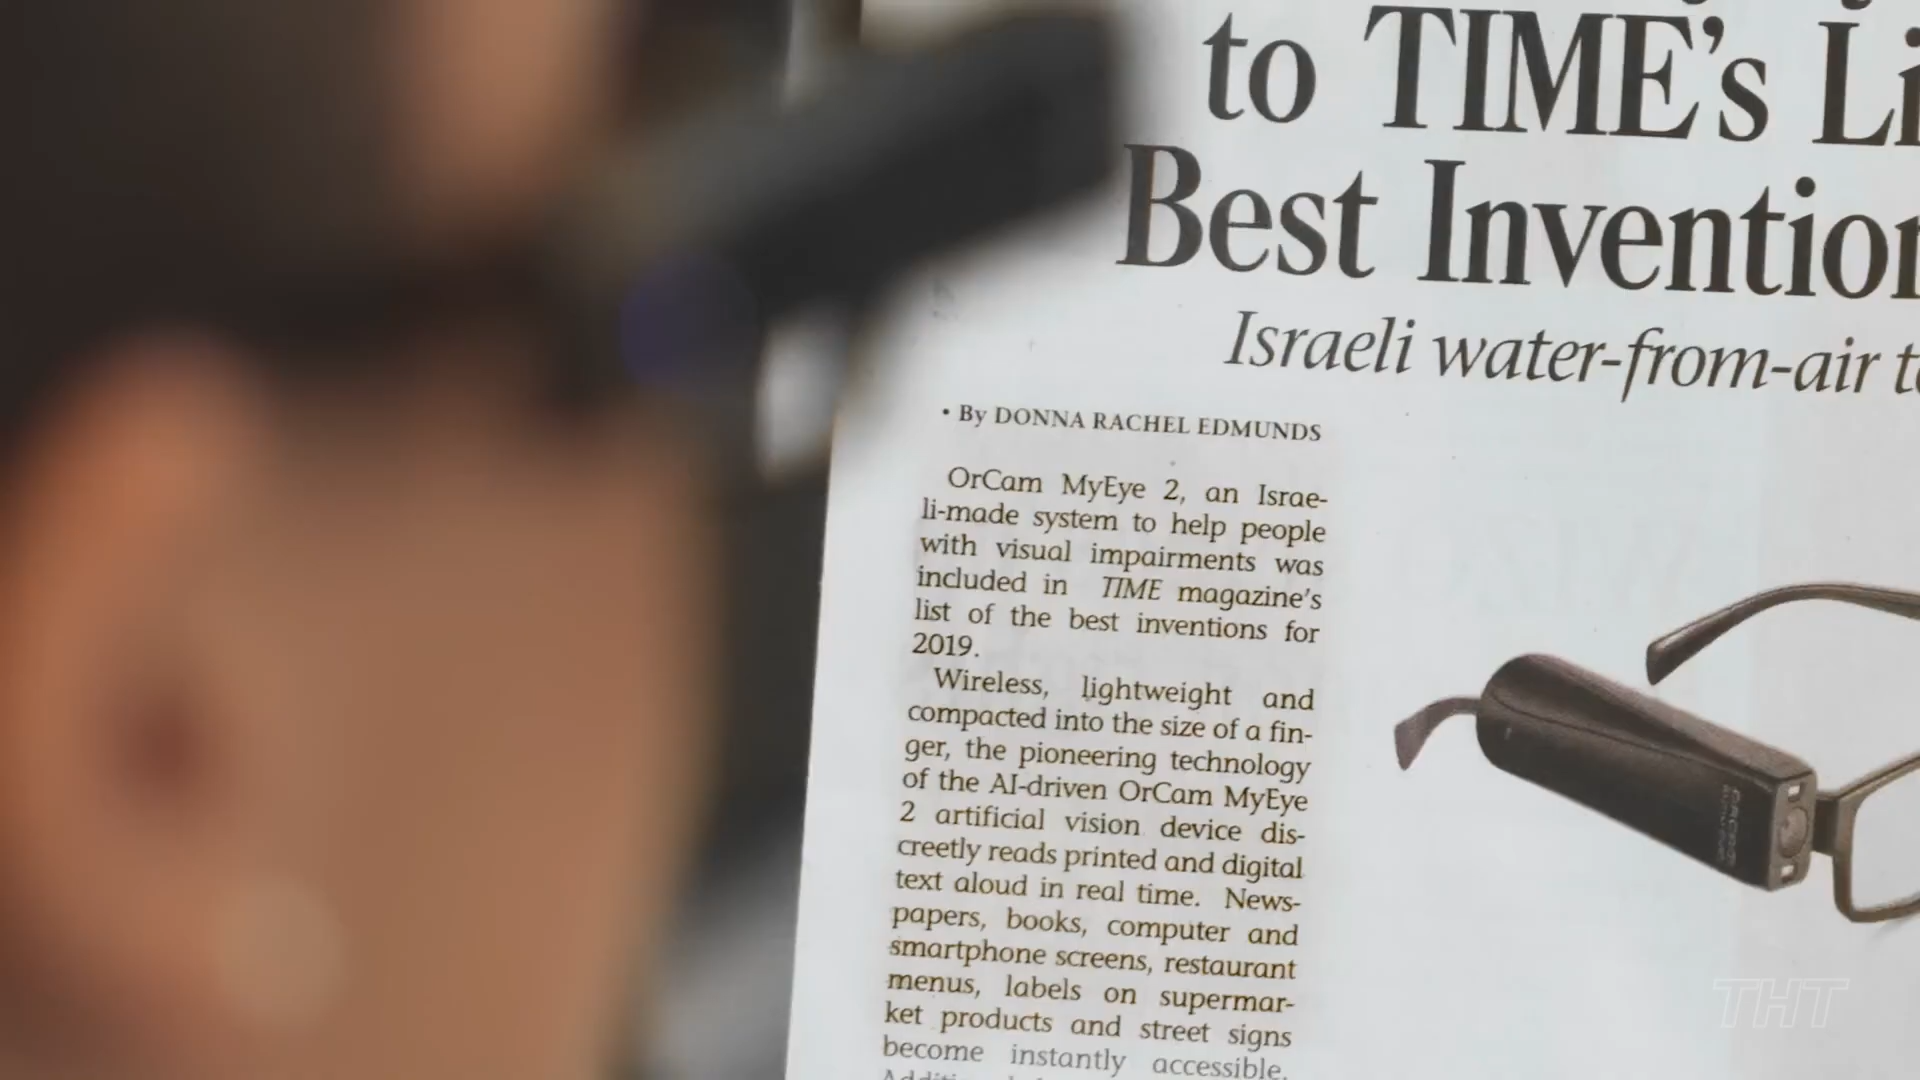 to TIME's Li
Best Invention
Israeli water-from-air t
• By DONNA RACHEL EDMUNDS
OrCam MyEye 2, an Israe-
li-made system to help people
with visual impairments was
included in TIME magazine's
list of the best inventions for
2019.
Wireless, lightweight and
compacted into the size of a fin-
ger, the pioneering technology
of the AI-driven OrCam MyEye
2 artificial vision device dis-
creetly reads printed and digital
text aloud in real time. News-
papers, books, computer and
smartphone screens, restaurant
menus, labels on supermar-
ket products and street signs
become instantly accessible.
THT